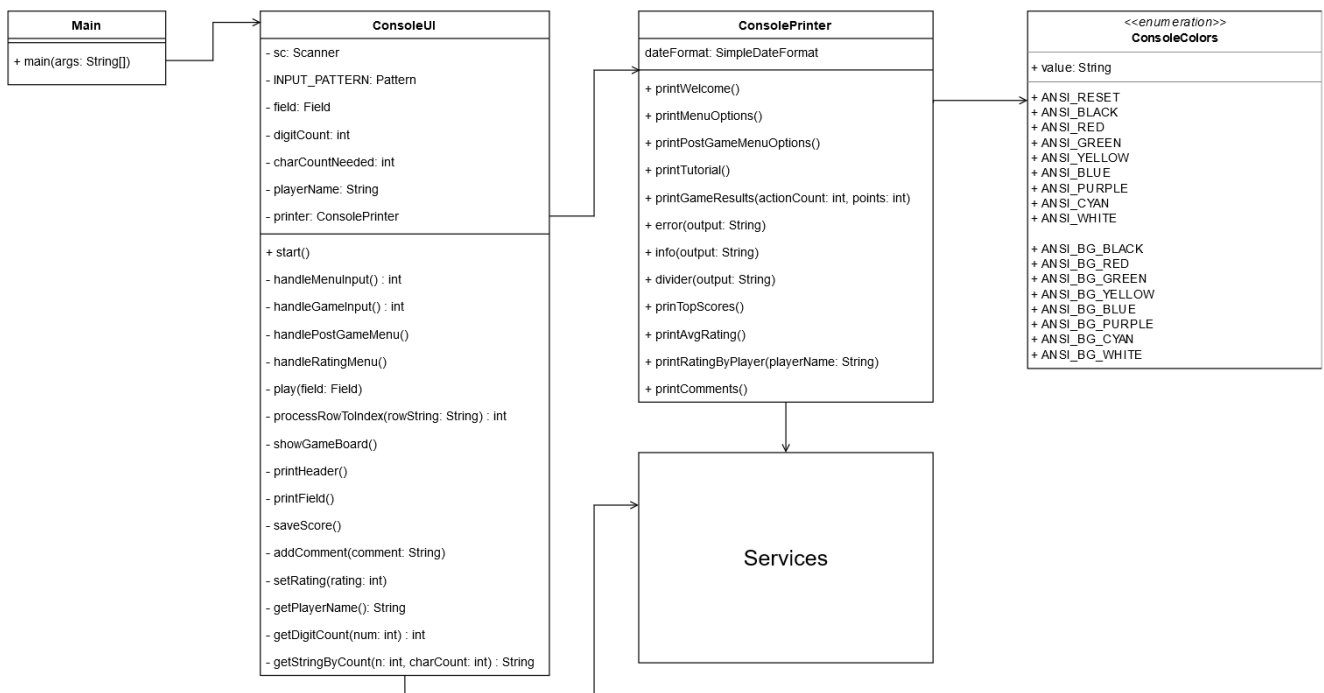 Main
+ main(args: String[])
ConsoleUI
- sc: Scanner
- INPUT_PATTERN: Pattern
- field: Field
- digitCount: int
- charCountNeeded: int
- playerName: String
- printer: ConsolePrinter
+ start()
- handleMenuInput() : int
- handleGameInput() : int
- handlePostGameMenu()
- handleRatingMenu()
- play(field: Field)
- processRowToIndex(rowString: String) : int
- showGameBoard()
- printHeader()
- printField()
- saveScore()
- addComment(comment: String)
- setRating(rating: int)
- getPlayerName(): String
- getDigitCount(num: int) : int
- getStringByCount(n: int, charCount: int) : String
ConsolePrinter
dateFormat: SimpleDateFormat
+ printWelcome()
+ printMenuOptions()
+ printPostGameMenuOptions()
+ printTutorial()
+ printGameResults(actionCount: int, points: int)
+ error(output: String)
+ info(output: String)
+ divider(output: String)
+ prinTopScores()
+ printAvgRating()
+ printRatingByPlayer(playerName: String)
+ printComments()
Services
<<enumeration>>
ConsoleColors
+ value: String
+ ANSI_RESET
+ ANSI_BLACK
+ ANSI_RED
+ ANSI_GREEN
+ ANSI_YELLOW
+ ANSI_BLUE
+ ANSI_PURPLE
+ ANSI_CYAN
+ ANSI_WHITE
+ ANSI_BG_BLACK
+ ANSI_BG_RED
+ ANSI_BG_GREEN
+ ANSI_BG_YELLOW
+ ANSI_BG_BLUE
+ ANSI_BG_PURPLE
+ ANSI_BG_CYAN
+ ANSI_BG_WHITE